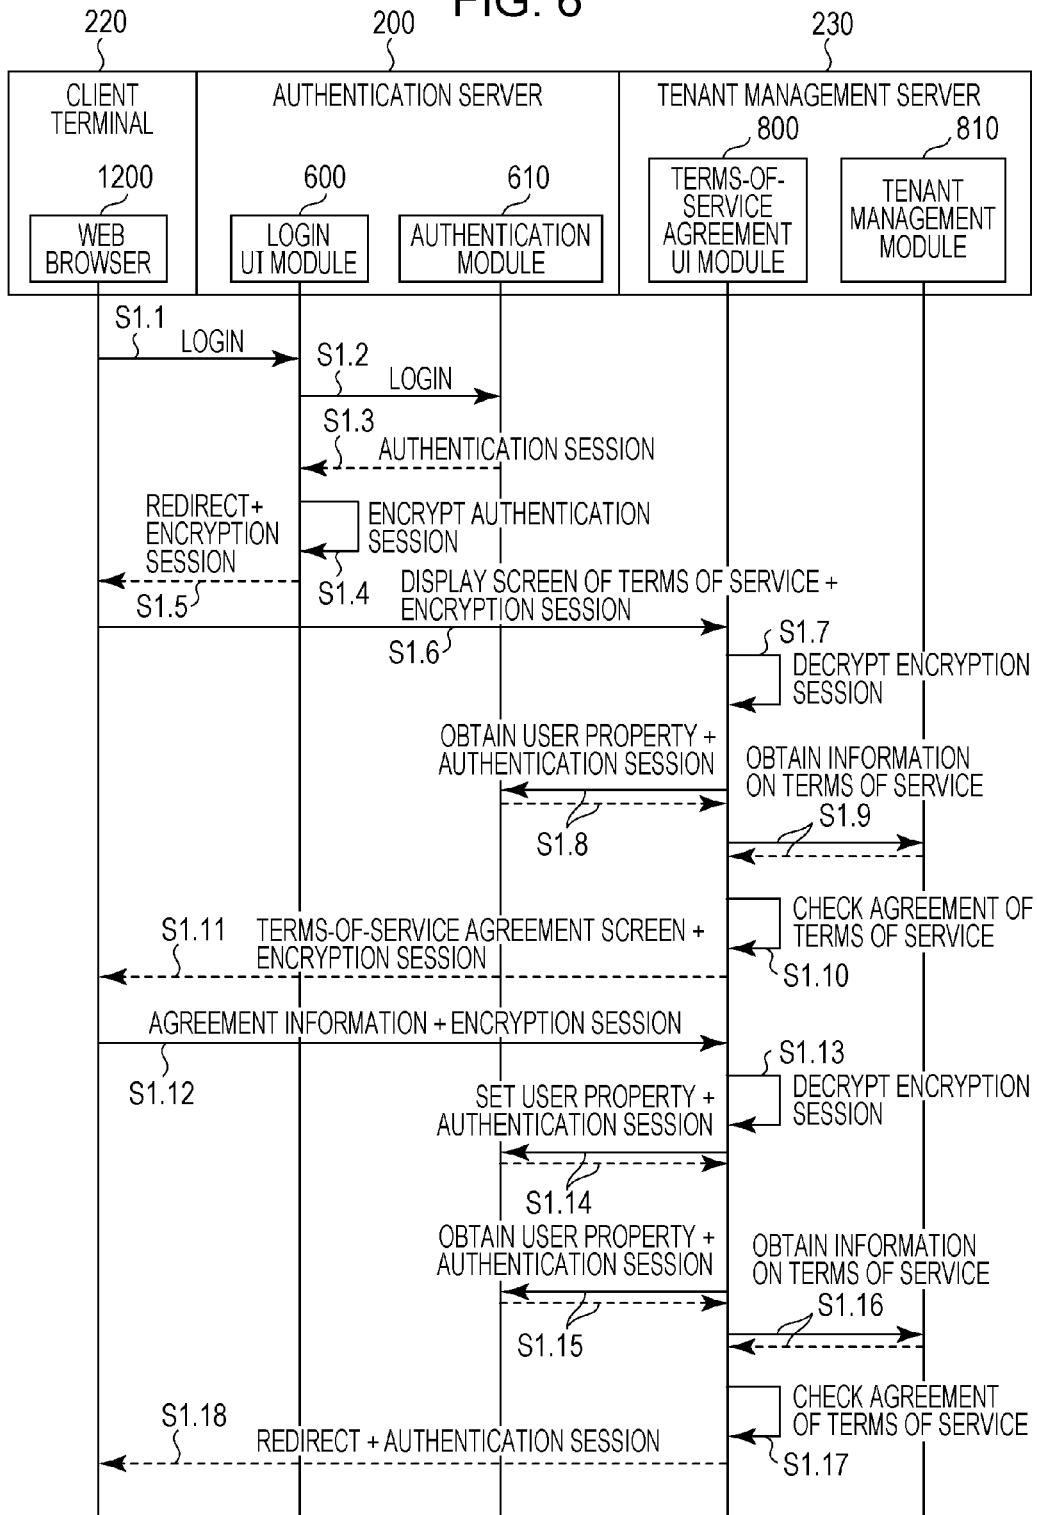 FIG. 6
220
200
230
CLIENT
TERMINAL
AUTHENTICATION SERVER
TENANT MANAGEMENT SERVER
800
810
1200
600
610
WEB
BROWSER
LOGIN
UI MODULE
AUTHENTICATION
MODULE
TERMS-OF-
SERVICE
AGREEMENT
UI MODULE
TENANT
MANAGEMENT
MODULE
S1.1
LOGIN
S1.2
LOGIN
S1.3
AUTHENTICATION SESSION
REDIRECT +
ENCRYPTION
SESSION
ENCRYPT AUTHENTICATION
SESSION
S1.4
S1.5
DISPLAY SCREEN OF TERMS OF SERVICE +
ENCRYPTION SESSION
S1.6
S1.7
DECRYPT ENCRYPTION
SESSION
OBTAIN USER PROPERTY +
AUTHENTICATION SESSION
S1.8
OBTAIN INFORMATION
ON TERMS OF SERVICE
S1.9
CHECK AGREEMENT OF
TERMS OF SERVICE
S1.10
S1.11
TERMS-OF-SERVICE AGREEMENT SCREEN +
ENCRYPTION SESSION
AGREEMENT INFORMATION + ENCRYPTION SESSION
S1.12
S1.13
DECRYPT ENCRYPTION
SESSION
SET USER PROPERTY +
AUTHENTICATION SESSION
S1.14
OBTAIN USER PROPERTY +
AUTHENTICATION SESSION
S1.15
OBTAIN INFORMATION
ON TERMS OF SERVICE
S1.16
CHECK AGREEMENT
OF TERMS OF SERVICE
S1.17
S1.18
REDIRECT + AUTHENTICATION SESSION